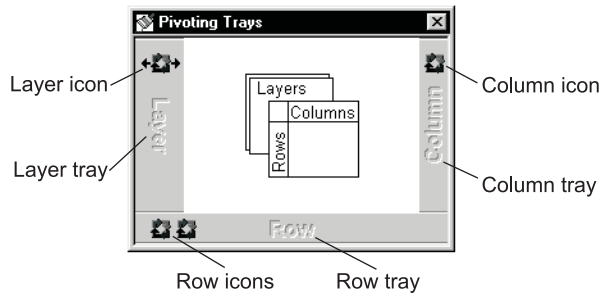 Pivoting Trays
Layer icon
Column icon
Layers
Columns
Rows
Layer
Column
Layer tray
Column tray
Row
Row icons
Row tray